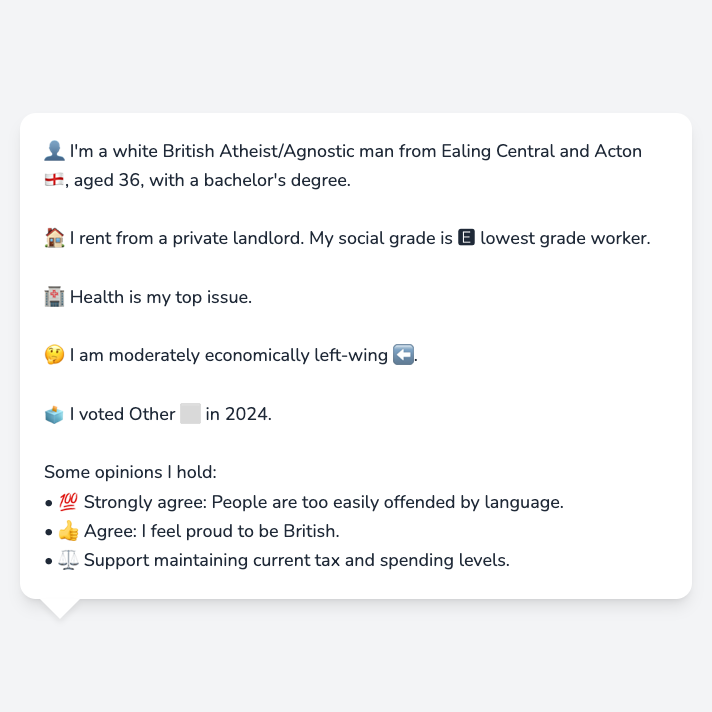 👤 I'm a white British Atheist/Agnostic man from Ealing Central and Acton
🏴󠁧󠁢󠁥󠁮󠁧󠁿, aged 36, with a bachelor's degree.
🏠 I rent from a private landlord. My social grade is 🅴 lowest grade worker.
🏥 Health is my top issue.
🤔 I am moderately economically left-wing ⬅️.
🗳️ I voted Other ⬜ in 2024.
Some opinions I hold:
• 💯 Strongly agree: People are too easily offended by language.
• 👍 Agree: I feel proud to be British.
• ⚖️ Support maintaining current tax and spending levels.